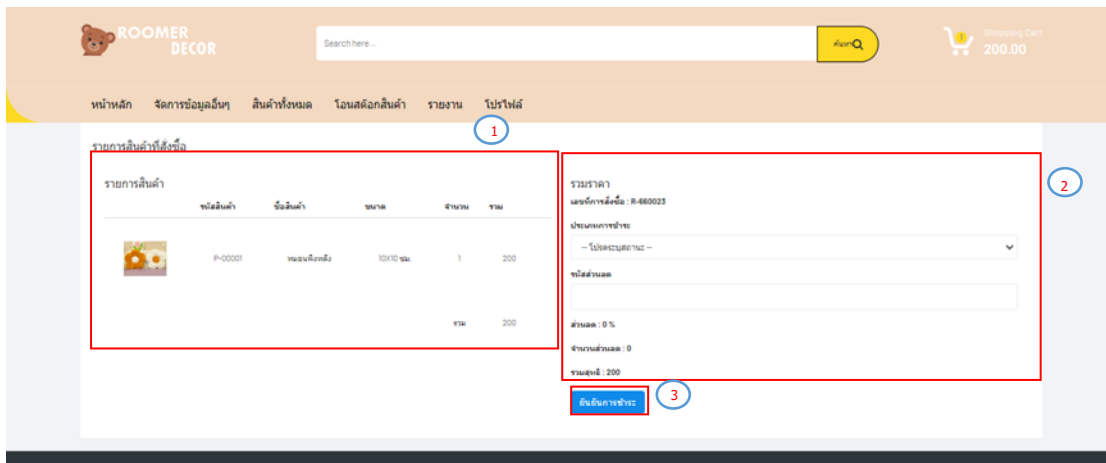 ROOMER
DECOR
Search here...
ค้นหา
1
Shopping Cart
200.00
หน้าหลัก จัดการข้อมูลอื่นๆ สินค้าทั้งหมด โอนสต๊อกสินค้า รายงาน โปรไฟล์
1
รายการสินค้าที่สั่งซื้อ
รายการสินค้า
รหัสสินค้า ชื่อสินค้า ขนาด จำนวน รวม
P-00001 หมอนพิงหลัง 10X10 ซม. 1 200
รวม 200
2
รวมราคา
เลขที่การสั่งซื้อ : R-660023
ประเภทการชำระ
-- โปรดระบุสถานะ --
รหัสส่วนลด
ส่วนลด : 0 %
จำนวนส่วนลด : 0
รวมสุทธิ : 200
ยืนยันการชำระ
3